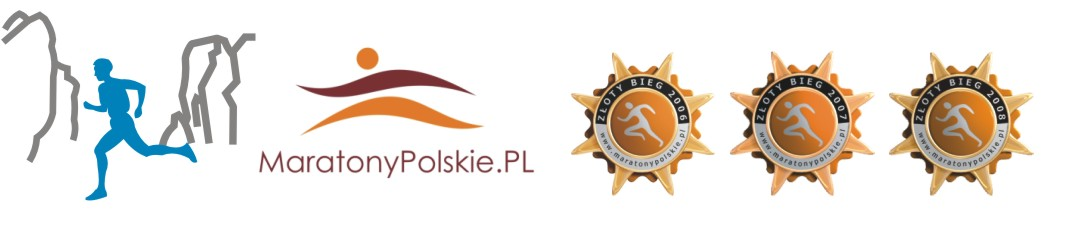 MaratonyPolskie.PL
ZŁOTY BIEG 2006
www.maratonypolskie.pl
ZŁOTY BIEG 2007
www.maratonypolskie.pl
ZŁOTY BIEG 2008
www.maratonypolskie.pl